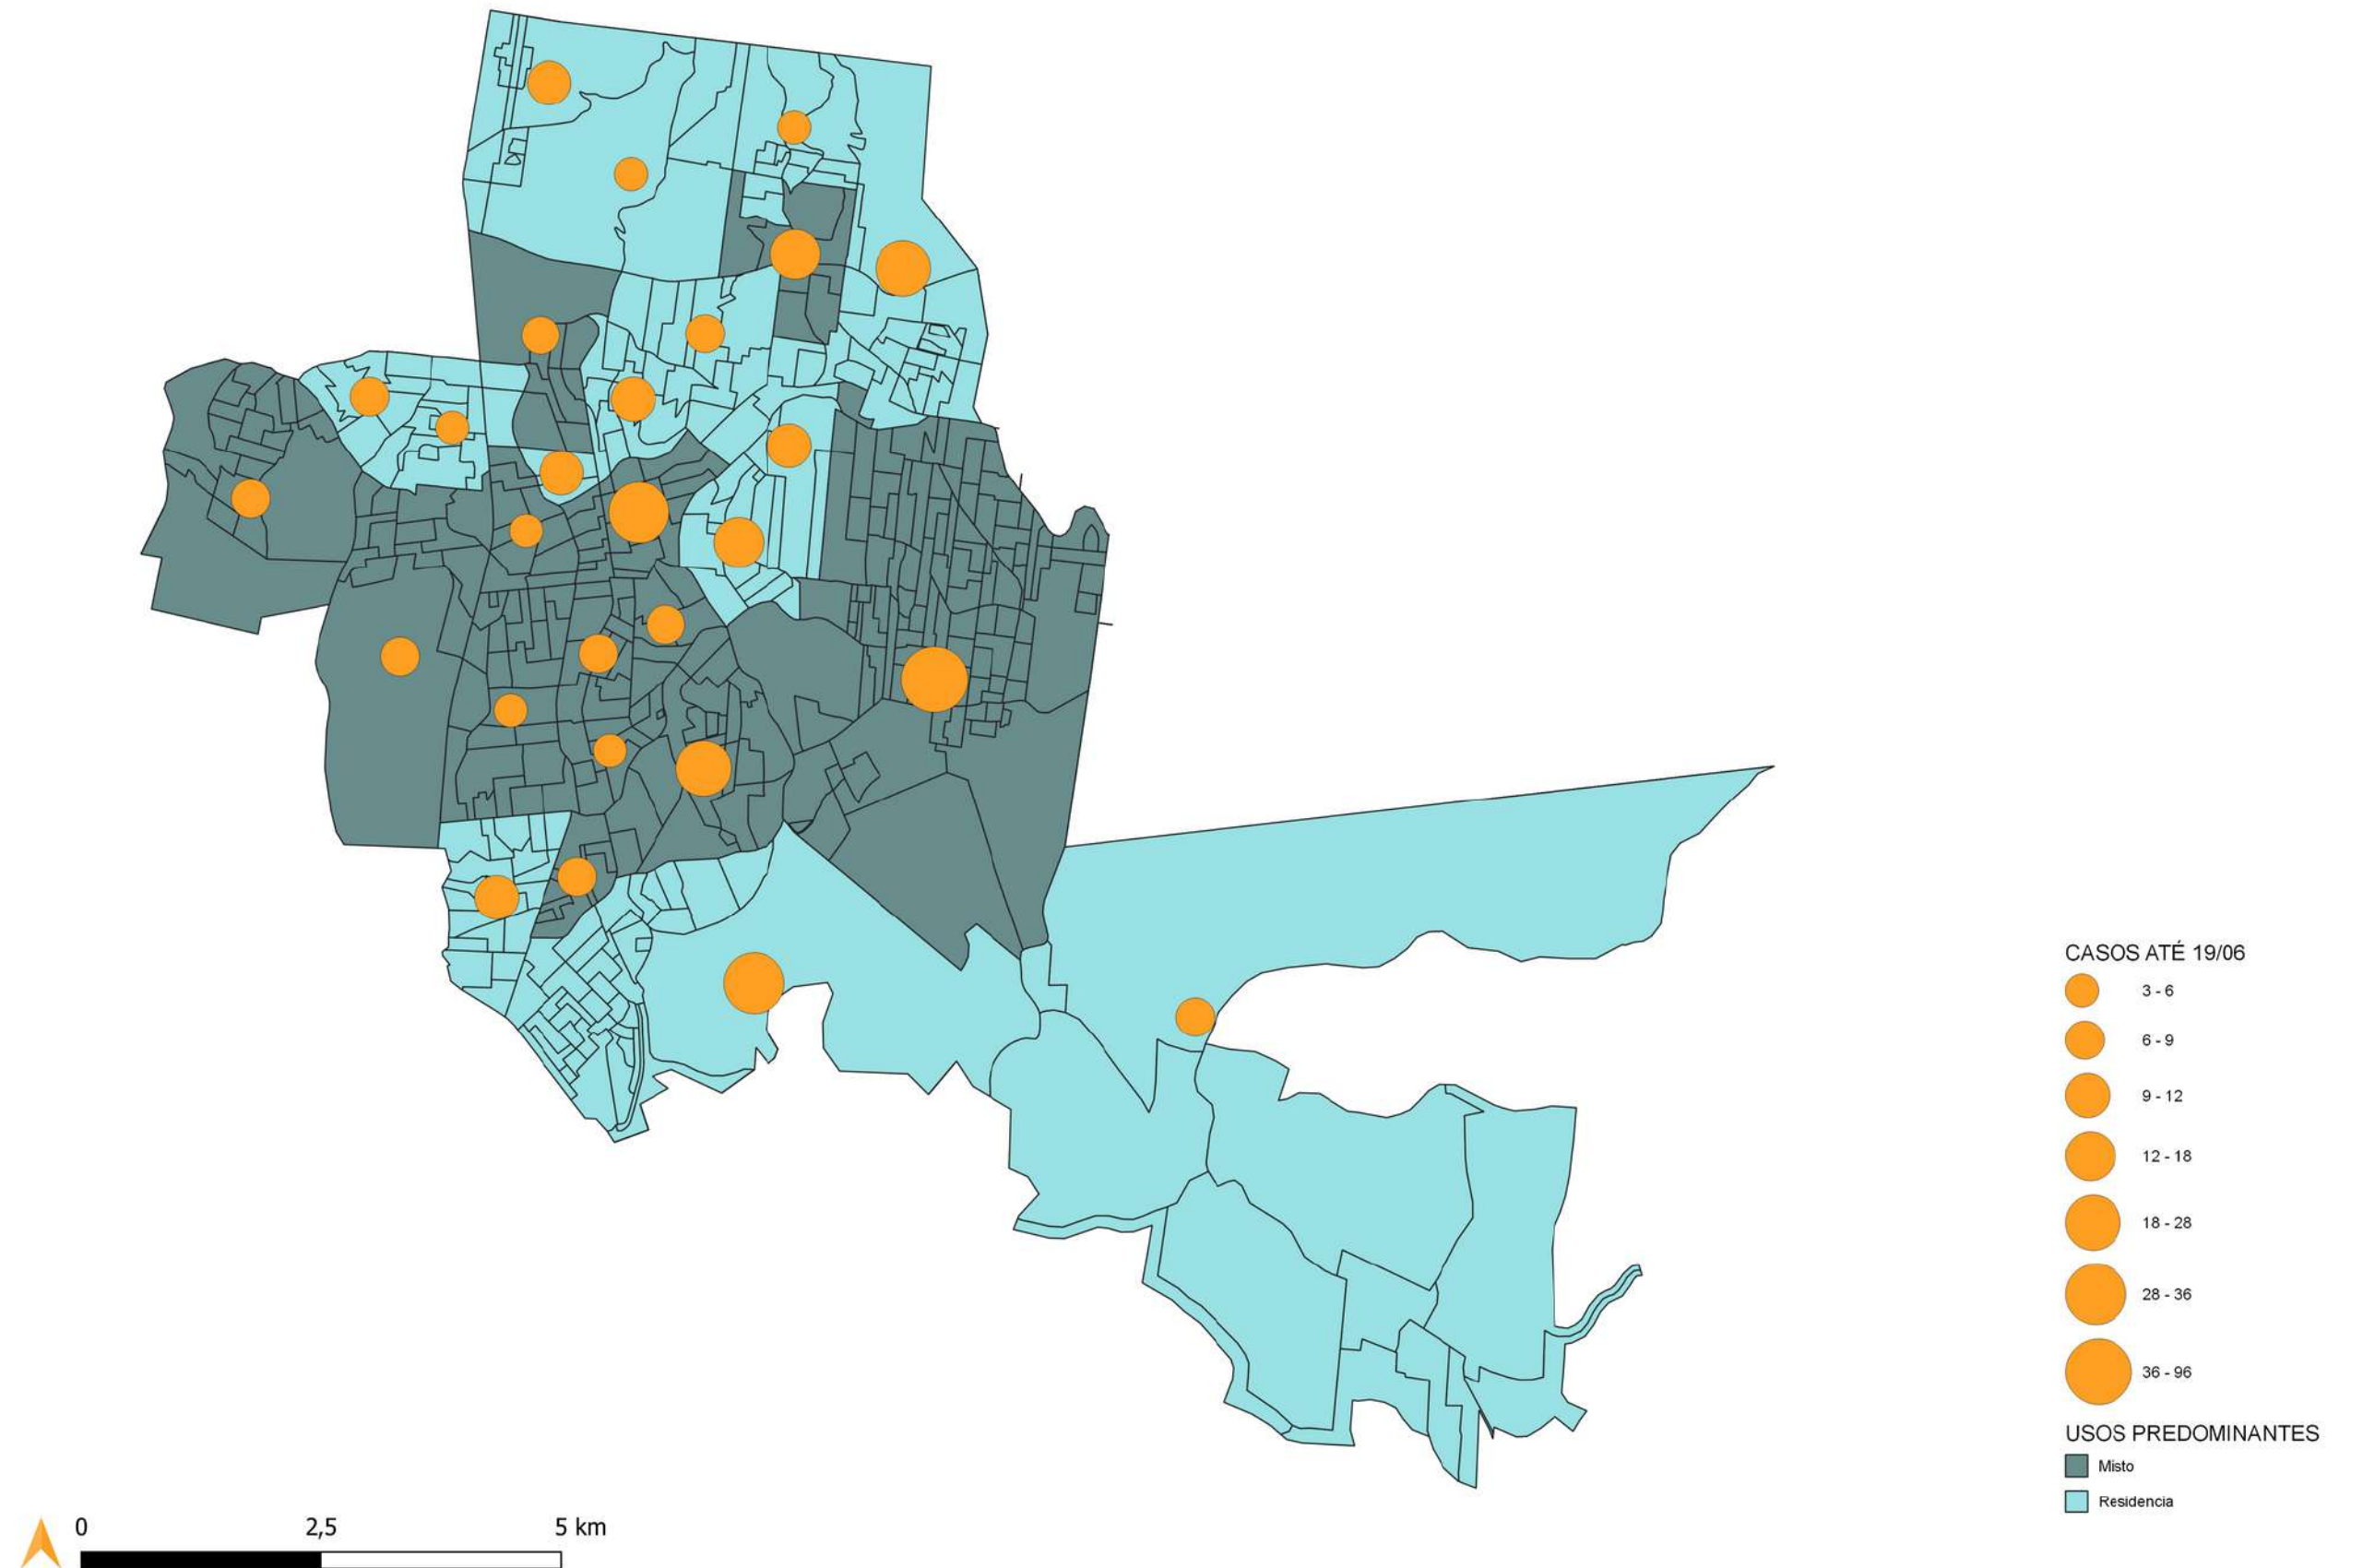 CASOS ATÉ 19/06
3 - 6
6 - 9
9 - 12
12 - 18
18 - 28
28 - 36
36 - 96
USOS PREDOMINANTES
Misto
Residencia
0 2,5 5 km